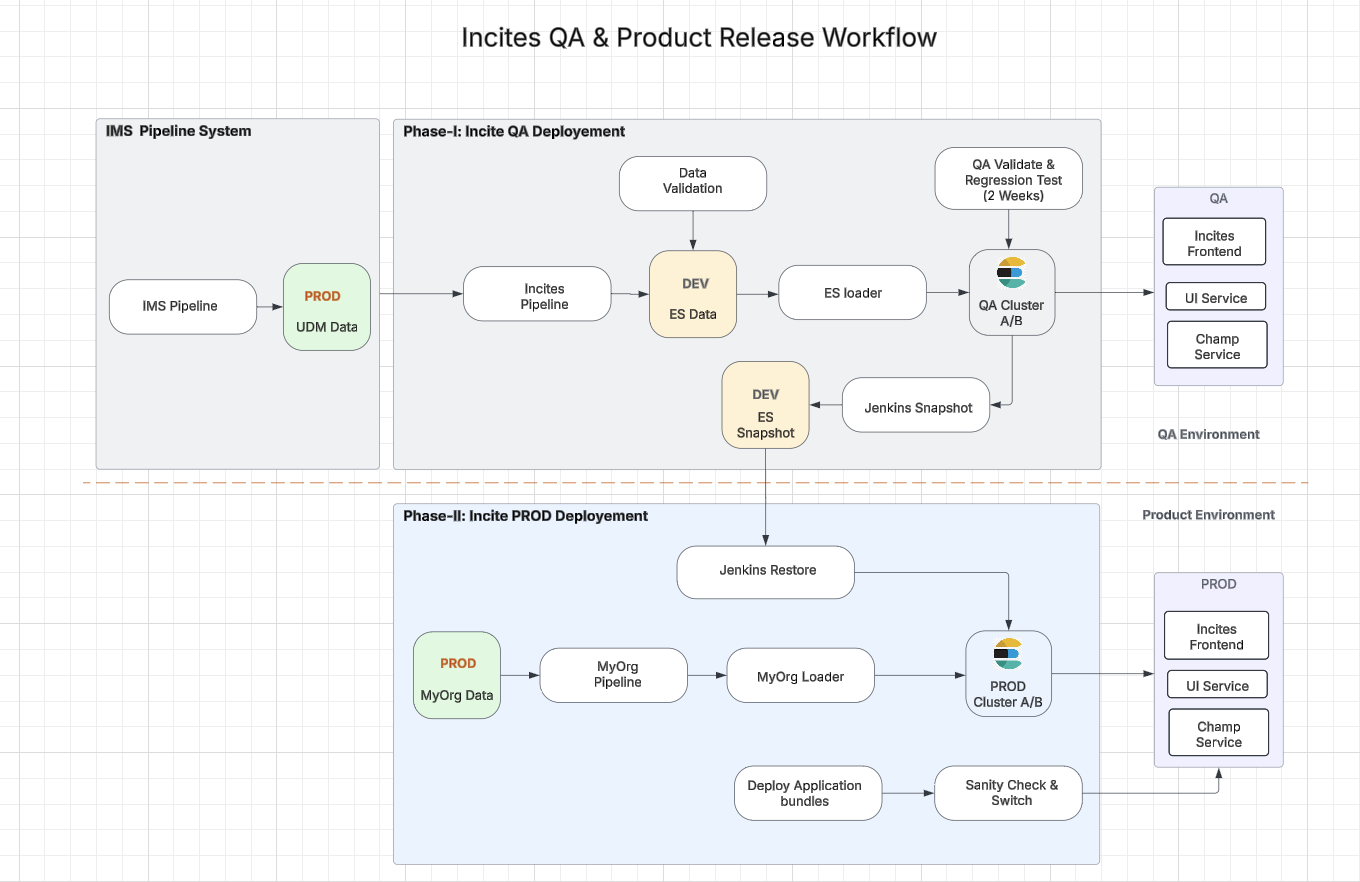 Incites QA & Product Release Workflow
IMS  Pipeline System
IMS Pipeline
PROD
UDM Data
Phase-I: Incite QA Deployement
Data
Validation
QA Validate &
Regression Test
(2 Weeks)
Incites
Pipeline
DEV
ES Data
ES loader
QA Cluster
A/B
DEV
ES
Snapshot
Jenkins Snapshot
QA
Incites
Frontend
UI Service
Champ
Service
QA Environment
Phase-II: Incite PROD Deployement
Product Environment
Jenkins Restore
PROD
MyOrg Data
MyOrg
Pipeline
MyOrg Loader
PROD
Cluster A/B
Deploy Application
bundles
Sanity Check &
Switch
PROD
Incites
Frontend
UI Service
Champ
Service